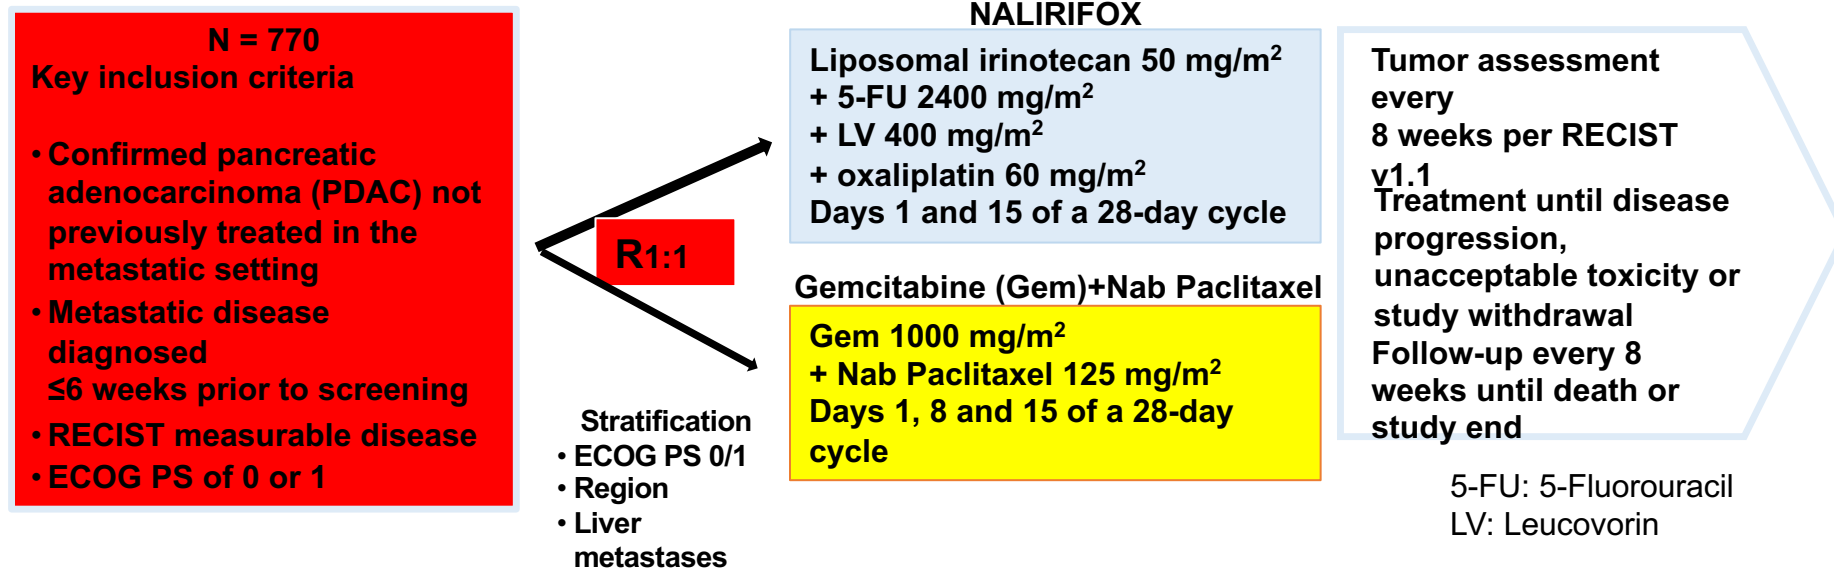 N = 770
Key inclusion criteria
• Confirmed pancreatic
adenocarcinoma (PDAC) not
previously treated in the
metastatic setting
• Metastatic disease
diagnosed
≤6 weeks prior to screening
• RECIST measurable disease
• ECOG PS of 0 or 1
R1:1
Stratification
• ECOG PS 0/1
• Region
• Liver
metastases
NALIRIFOX
Liposomal irinotecan 50 mg/m²
+ 5-FU 2400 mg/m²
+ LV 400 mg/m²
+ oxaliplatin 60 mg/m²
Days 1 and 15 of a 28-day cycle
Gemcitabine (Gem)+Nab Paclitaxel
Gem 1000 mg/m²
+ Nab Paclitaxel 125 mg/m²
Days 1, 8 and 15 of a 28-day
cycle
Tumor assessment
every
8 weeks per RECIST
v1.1
Treatment until disease
progression,
unacceptable toxicity or
study withdrawal
Follow-up every 8
weeks until death or
study end
5-FU: 5-Fluorouracil
LV: Leucovorin